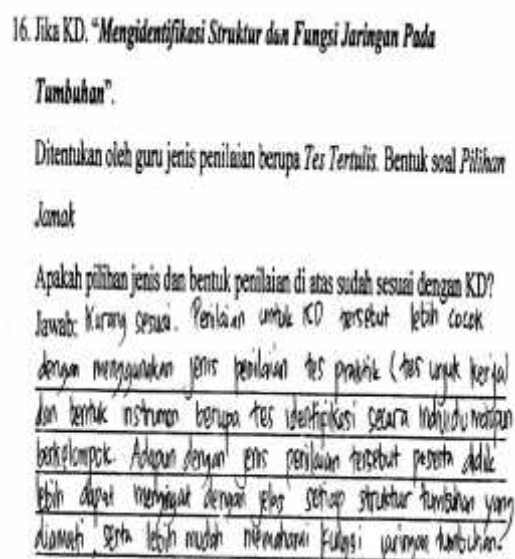 16. Jika KD. "Mengidentifikasi Struktur dan Fungsi Jaringan Pada
Tumbuhan".
Ditentukan oleh guru jenis penilaian berupa Tes Tertulis. Bentuk soal Pilihan
Jamak
Apakah pilihan jenis dan bentuk penilaian di atas sudah sesuai dengan KD?
Jawab: Kurang sesuai. Penilaian untuk KD tersebut lebih cocok
dengan menggunakan jenis penilaian tes praktik (tes unjuk kerja)
dan bentuk instrumen berupa tes identifikasi secara individu maupun
berkelompok. Adapun dengan jenis penilaian tersebut peserta didik
lebih dapat mengingat dengan jelas setiap struktur tumbuhan yang
diamati serta lebih mudah memahami fungsi jaringan tumbuhan.